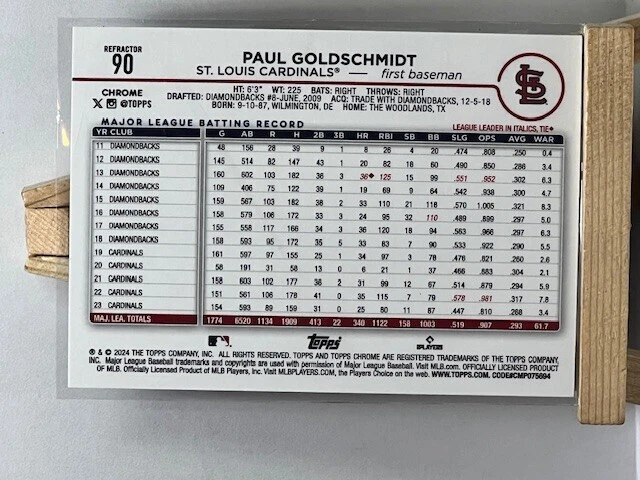 REFRACTOR
90
PAUL GOLDSCHMIDT
ST. LOUIS CARDINALS® — first baseman
CHROME
X @TOPPS
HT: 6'3" WT: 225 BATS: RIGHT THROWS: RIGHT
DRAFTED: DIAMONDBACKS #8-JUNE, 2009 ACQ: TRADE WITH DIAMONDBACKS, 12-5-18
BORN: 9-10-87, WILMINGTON, DE HOME: THE WOODLANDS, TX
MAJOR LEAGUE BATTING RECORD LEAGUE LEADER IN ITALICS, TIE♦
YR CLUB G AB R H 2B 3B HR RBI SB BB SLG OPS AVG WAR
11 DIAMONDBACKS 48 156 28 39 9 1 8 26 4 20 .474 .808 .250 0.4
12 DIAMONDBACKS 145 514 82 147 43 1 20 82 18 60 .490 .850 .286 3.4
13 DIAMONDBACKS 160 602 103 182 36 3 36♦ 125 15 99 .551 .952 .302 6.3
14 DIAMONDBACKS 109 406 75 122 39 1 19 69 9 64 .542 .938 .300 4.7
15 DIAMONDBACKS 159 567 103 182 38 2 33 110 21 118 .570 1.005 .321 8.3
16 DIAMONDBACKS 158 579 106 172 33 3 24 95 32 110 .489 .899 .297 5.0
17 DIAMONDBACKS 155 558 117 166 34 3 36 120 18 94 .563 .966 .297 6.3
18 DIAMONDBACKS 158 593 95 172 35 5 33 83 7 90 .533 .922 .290 5.5
19 CARDINALS 161 597 97 155 25 1 34 97 3 78 .476 .821 .260 2.6
20 CARDINALS 58 191 31 58 13 0 6 21 1 37 .466 .883 .304 2.1
21 CARDINALS 158 603 102 177 36 2 31 99 12 67 .514 .879 .294 5.9
22 CARDINALS 151 561 106 178 41 0 35 115 7 79 .578 .981 .317 7.8
23 CARDINALS 154 593 89 159 31 0 25 80 11 87 .447 .810 .268 3.4
MAJ. LEA. TOTALS 1774 6520 1134 1909 413 22 340 1122 158 1003 .519 .907 .293 61.7
Topps
PLAYERS
® & © 2024 THE TOPPS COMPANY, INC. ALL RIGHTS RESERVED. TOPPS AND TOPPS CHROME ARE REGISTERED TRADEMARKS OF THE TOPPS COMPANY,
INC. Major League Baseball trademarks and copyrights are used with permission of Major League Baseball. Visit MLB.com. OFFICIALLY LICENSED PRODUCT
OF MLB. Officially Licensed Product of MLB Players, Inc. Visit MLBPLAYERS.COM, the Players Choice on the web. WWW.TOPPS.COM. CODE#CMP075694